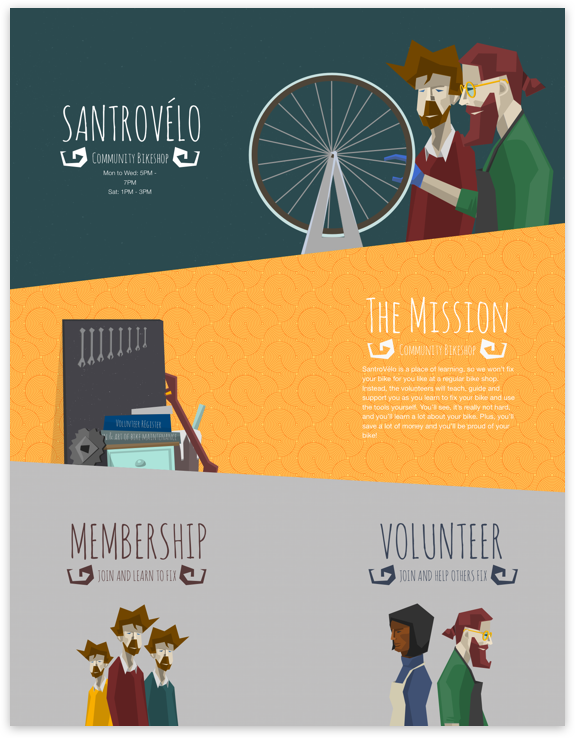 SANTROVÉLO
COMMUNITY BIKESHOP
Mon to Wed: 5PM -
7PM
Sat: 1PM - 3PM
THE MISSION
COMMUNITY BIKESHOP
SantroVélo is a place of learning, so we won't fix
your bike for you like at a regular bike shop.
Instead, the volunteers will teach, guide and
support you as you learn to fix your bike and use
the tools yourself. You'll see, it's really not hard,
and you'll learn a lot about your bike. Plus, you'll
save a lot of money and you'll be proud of your
bike!
VOLUNTEER REGISTER
& ART OF BIKE MAINTENANCE
MEMBERSHIP
JOIN AND LEARN TO FIX
VOLUNTEER
JOIN AND HELP OTHERS FIX